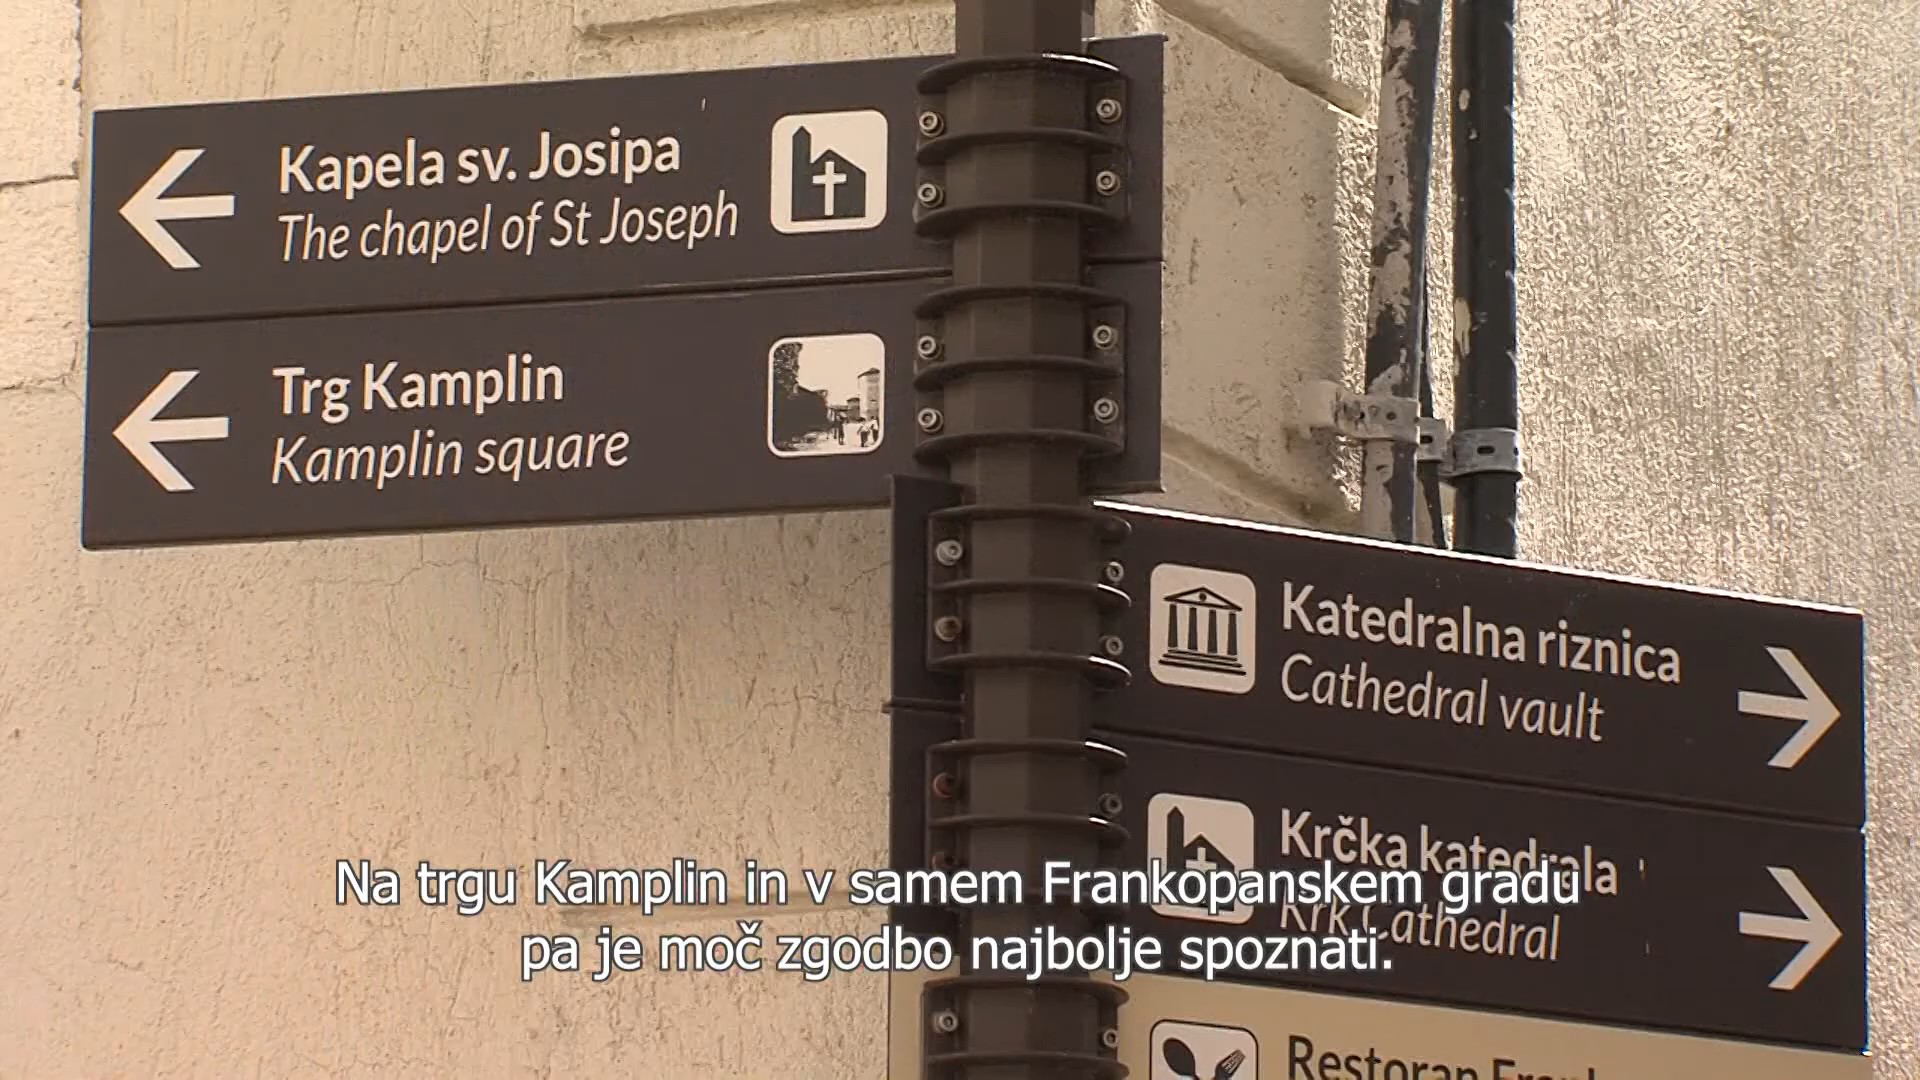 Kapela sv. Josipa
The chapel of St Joseph
Trg Kamplin
Kamplin square
Katedralna riznica
Cathedral vault
Krčka katedrala
Krk Cathedral
Restoran
Na trgu Kamplin in v samem Frankopanskem gradu
pa je moč zgodbo najbolje spoznati.